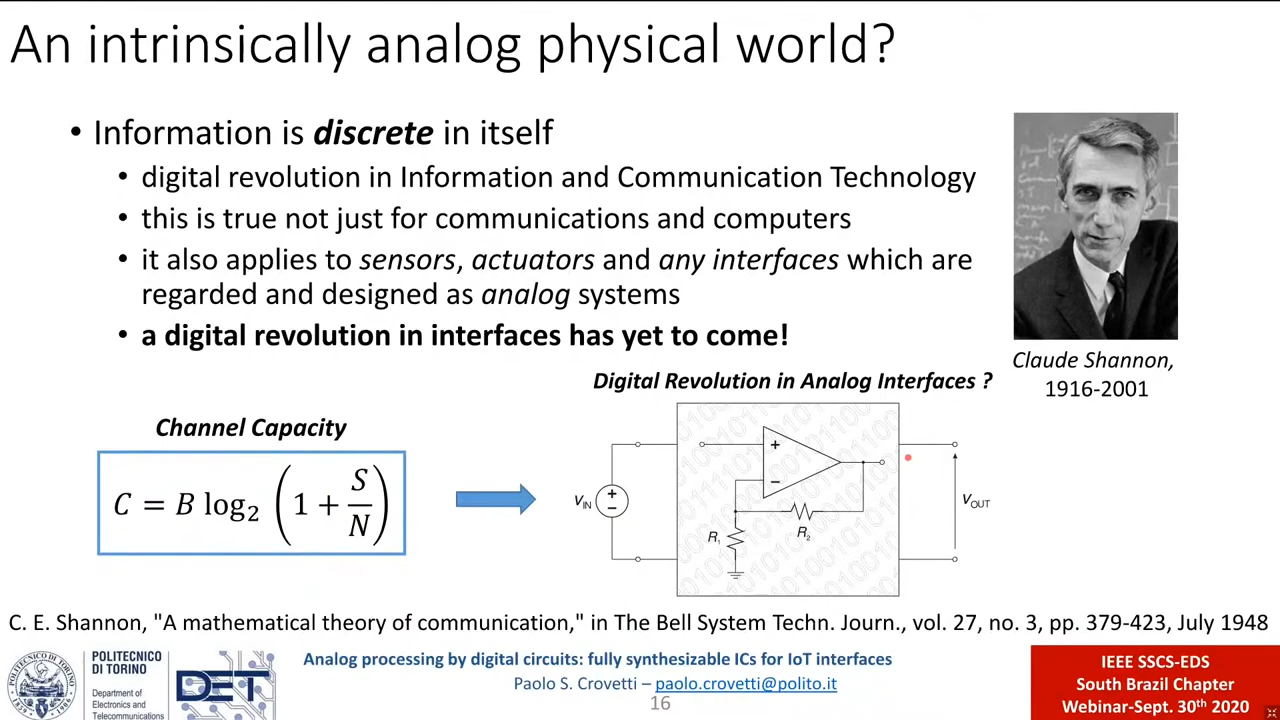 An intrinsically analog physical world?
• Information is discrete in itself
• digital revolution in Information and Communication Technology
• this is true not just for communications and computers
• it also applies to sensors, actuators and any interfaces which are
regarded and designed as analog systems
• a digital revolution in interfaces has yet to come!
Claude Shannon,
1916-2001
Digital Revolution in Analog Interfaces ?
Channel Capacity
C = B log₂ (1 + S/N)
vIN
+
−
+
−
R1
R2
vOUT
C. E. Shannon, "A mathematical theory of communication," in The Bell System Techn. Journ., vol. 27, no. 3, pp. 379-423, July 1948
POLITECNICO
DI TORINO
Department of
Electronics and
Telecommunications
DET
Analog processing by digital circuits: fully synthesizable ICs for IoT interfaces
Paolo S. Crovetti – paolo.crovetti@polito.it
16
IEEE SSCS-EDS
South Brazil Chapter
Webinar-Sept. 30th 2020